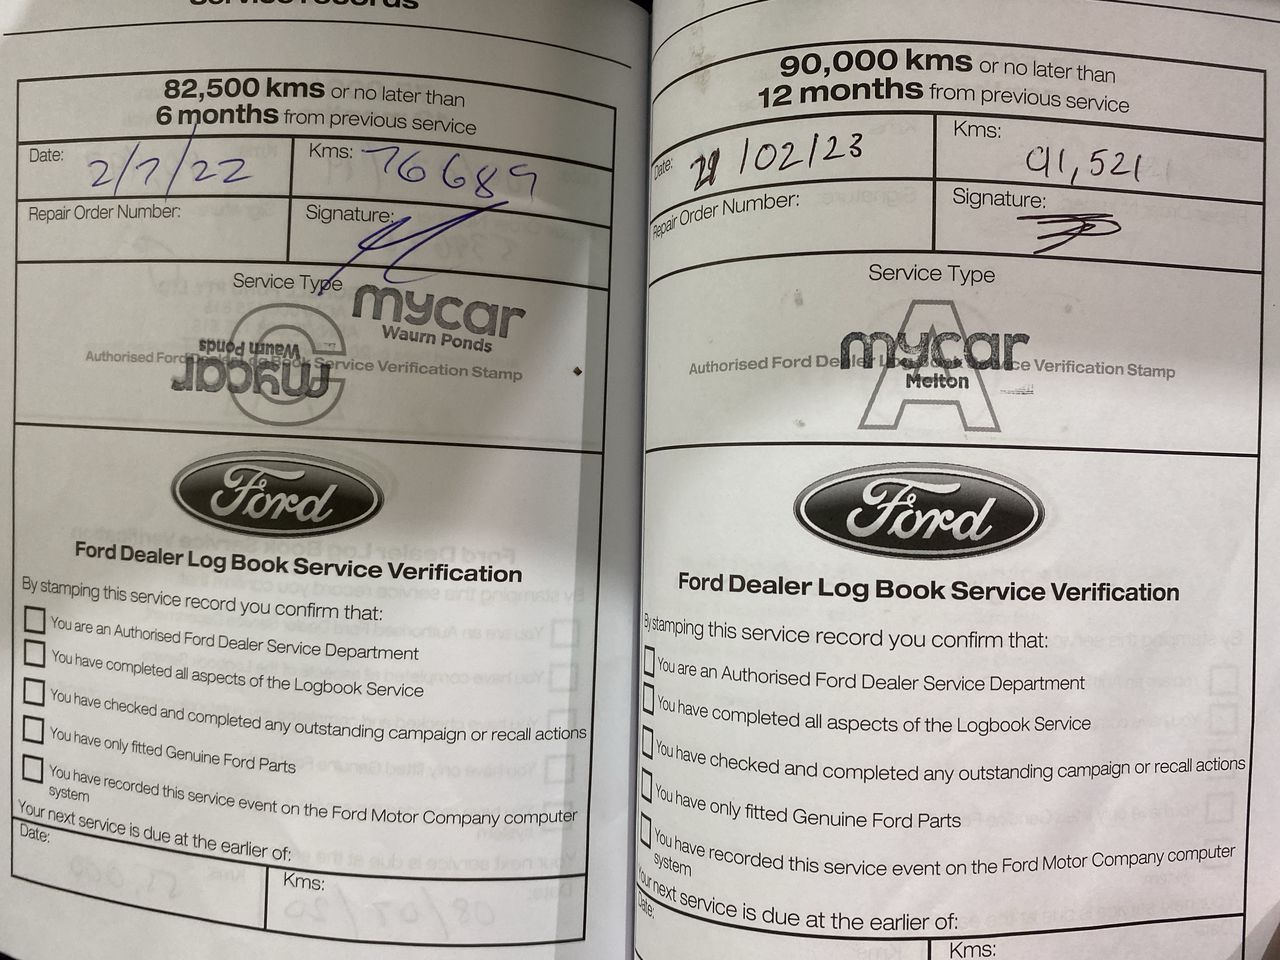 Service records
82,500 kms or no later than
6 months from previous service
Date: 2/7/22
Kms: 76689
Repair Order Number:
Signature:
Service Type
mycar
Waurn Ponds
mycar
Waurn Ponds
Authorised Ford Dealer Log Book Service Verification Stamp
Ford
Ford Dealer Log Book Service Verification
By stamping this service record you confirm that:
You are an Authorised Ford Dealer Service Department
You have completed all aspects of the Logbook Service
You have checked and completed any outstanding campaign or recall actions
You have only fitted Genuine Ford Parts
You have recorded this service event on the Ford Motor Company computer
system
Your next service is due at the earlier of:
Date:
Kms:
90,000 kms or no later than
12 months from previous service
Date: /02/23
Kms: 91,521
Repair Order Number:
Signature:
Service Type
A
mycar
Melton
Authorised Ford Dealer Log Book Service Verification Stamp
Ford
Ford Dealer Log Book Service Verification
By stamping this service record you confirm that:
You are an Authorised Ford Dealer Service Department
You have completed all aspects of the Logbook Service
You have checked and completed any outstanding campaign or recall actions
You have only fitted Genuine Ford Parts
You have recorded this service event on the Ford Motor Company computer
system
Your next service is due at the earlier of:
Date:
Kms: